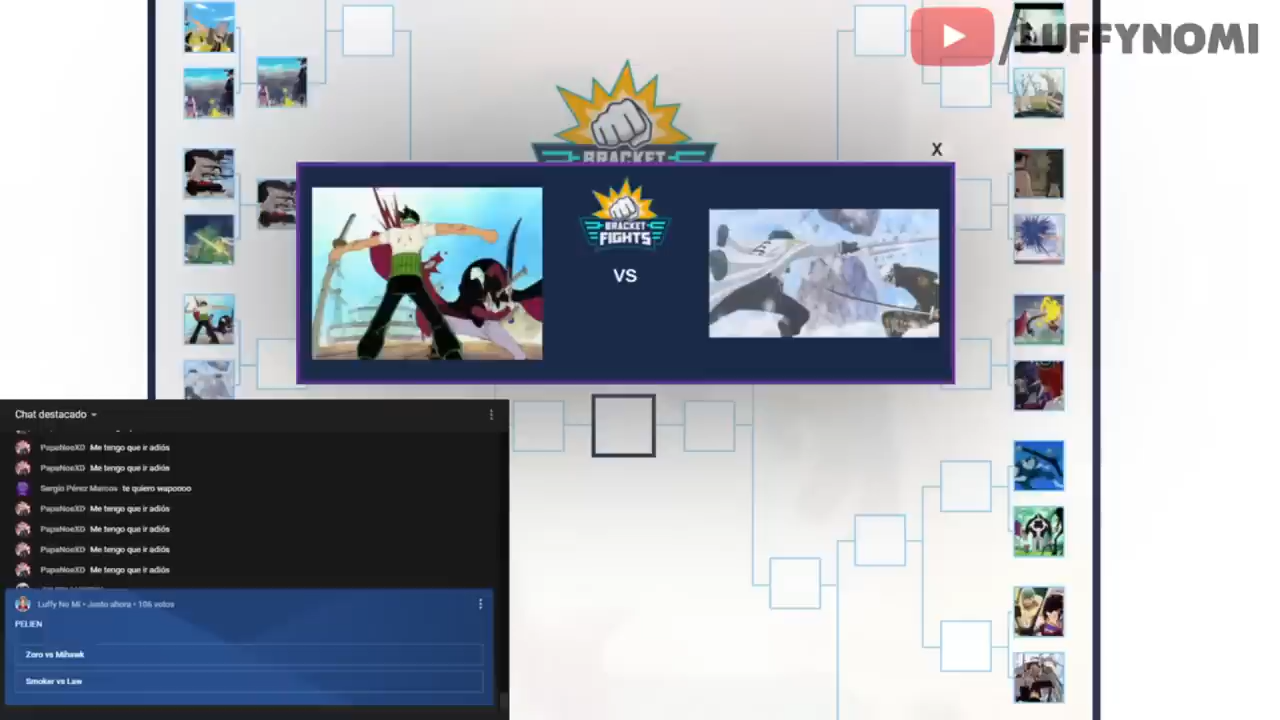 /LUFFYNOMI
BRACKET
X
BRACKET
FIGHTS
VS
Chat destacado
PapaNoeXD Me tengo que ir adiós
PapaNoeXD Me tengo que ir adiós
Sergio Pérez Marcos te quiero wapoooo
PapaNoeXD Me tengo que ir adiós
PapaNoeXD Me tengo que ir adiós
PapaNoeXD Me tengo que ir adiós
PapaNoeXD Me tengo que ir adiós
Luffy No Mi • Justo ahora • 106 votos
PELIEN
Zoro vs Mihawk
Smoker vs Law